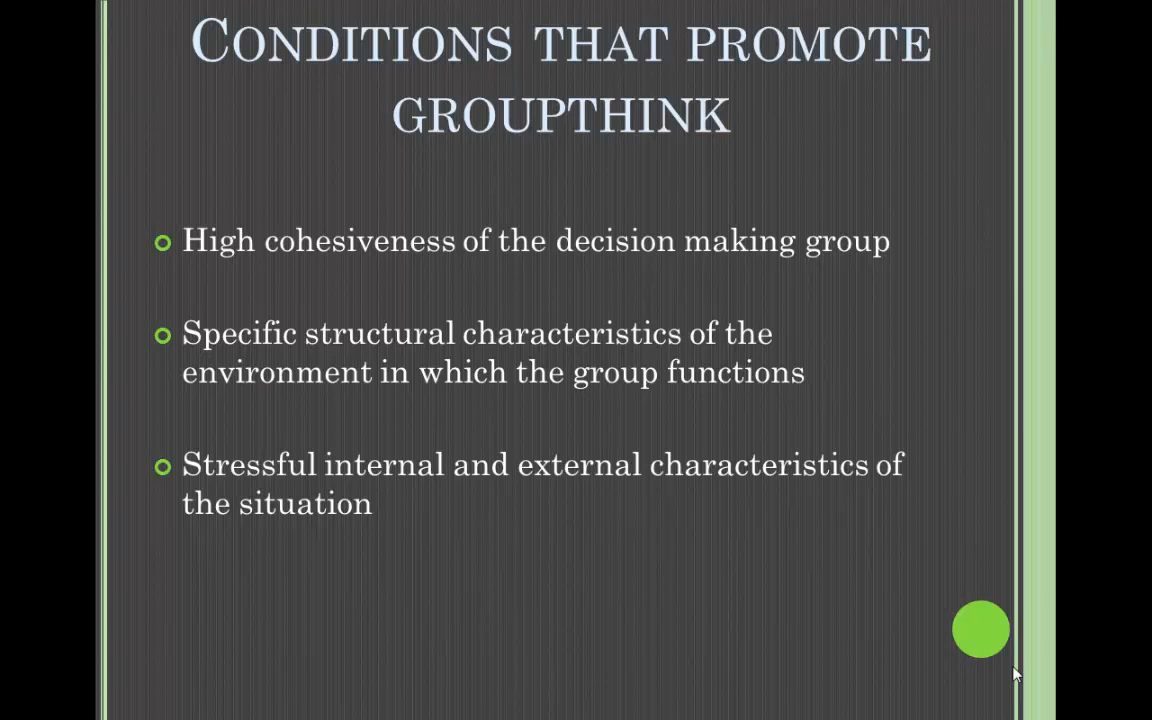 CONDITIONS THAT PROMOTE
GROUPTHINK
High cohesiveness of the decision making group
Specific structural characteristics of the
environment in which the group functions
Stressful internal and external characteristics of
the situation